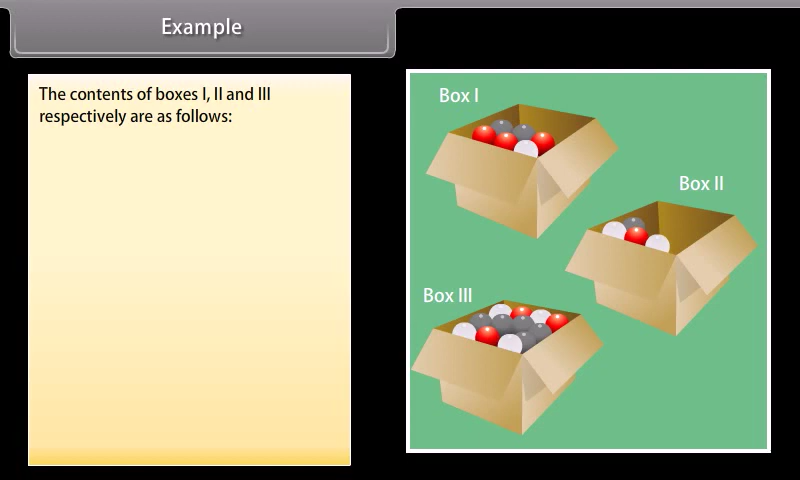 Example
The contents of boxes I, II and III
respectively are as follows:
Box I
Box II
Box III